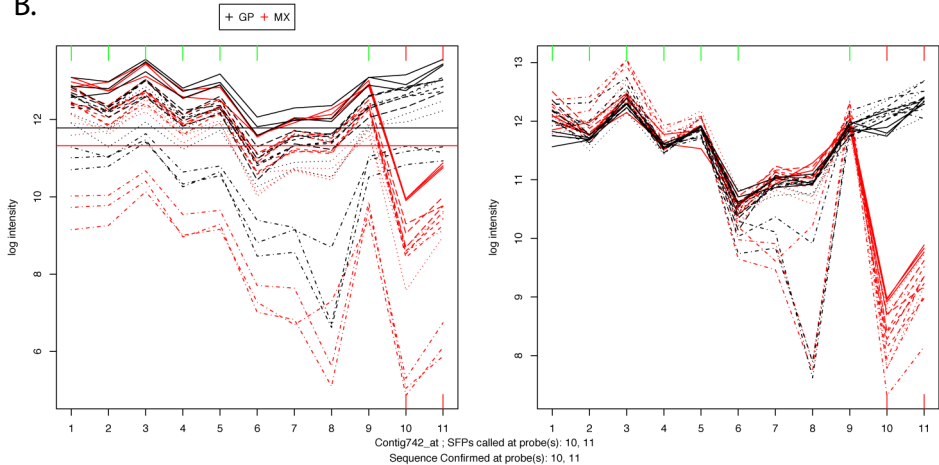 B.
GP MX
log intensity
12
10
8
6
1 2 3 4 5 6 7 8 9 10 11
log intensity
13
12
11
10
9
8
1 2 3 4 5 6 7 8 9 10 11
Contig742_at ; SFPs called at probe(s): 10, 11
Sequence Confirmed at probe(s): 10, 11